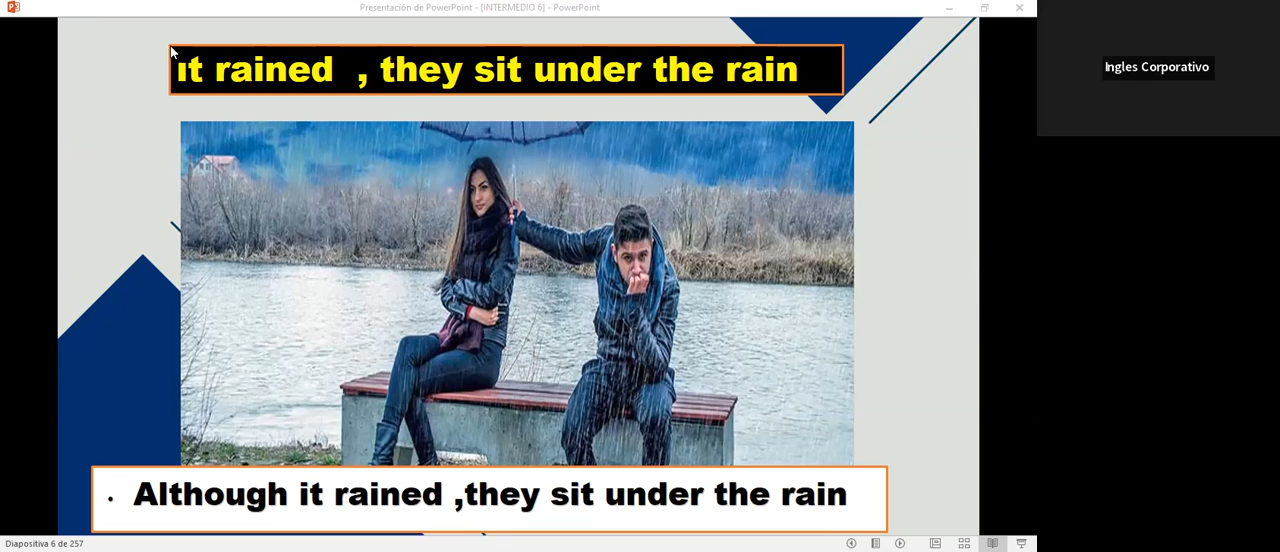 Presentación de PowerPoint - [INTERMEDIO 6] - PowerPoint
it rained , they sit under the rain
Ingles Corporativo
• Although it rained ,they sit under the rain
Diapositiva 6 de 257